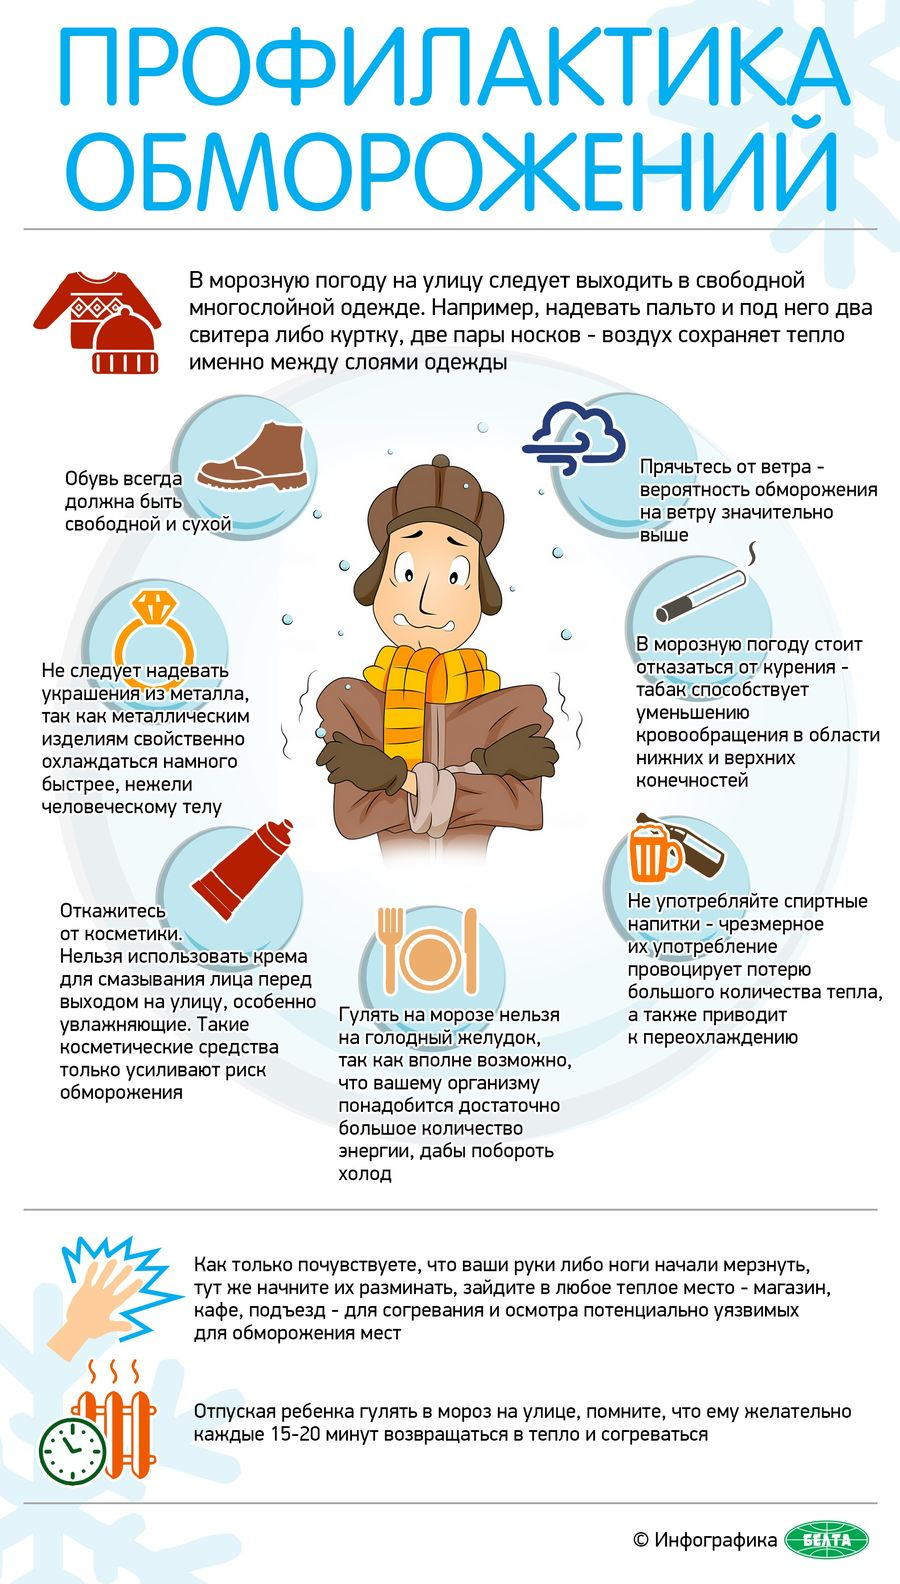 ПРОФИЛАКТИКА
ОБМОРОЖЕНИЙ
В морозную погоду на улицу следует выходить в свободной
многослойной одежде. Например, надевать пальто и под него два
свитера либо куртку, две пары носков - воздух сохраняет тепло
именно между слоями одежды
Обувь всегда
должна быть
свободной и сухой
Прячьтесь от ветра -
вероятность обморожения
на ветру значительно
выше
Не следует надевать
украшения из металла,
так как металлическим
изделиям свойственно
охлаждаться намного
быстрее, нежели
человеческому телу
В морозную погоду стоит
отказаться от курения -
табак способствует
уменьшению
кровообращения в области
нижних и верхних
конечностей
Откажитесь
от косметики.
Нельзя использовать крема
для смазывания лица перед
выходом на улицу, особенно
увлажняющие. Такие
косметические средства
только усиливают риск
обморожения
Гулять на морозе нельзя
на голодный желудок,
так как вполне возможно,
что вашему организму
понадобится достаточно
большое количество
энергии, дабы побороть
холод
Не употребляйте спиртные
напитки - чрезмерное
их употребление
провоцирует потерю
большого количества тепла,
а также приводит
к переохлаждению
Как только почувствуете, что ваши руки либо ноги начали мерзнуть,
тут же начните их разминать, зайдите в любое теплое место - магазин,
кафе, подъезд - для согревания и осмотра потенциально уязвимых
для обморожения мест
Отпуская ребенка гулять в мороз на улице, помните, что ему желательно
каждые 15-20 минут возвращаться в тепло и согреваться
© Инфографика БЕЛТА